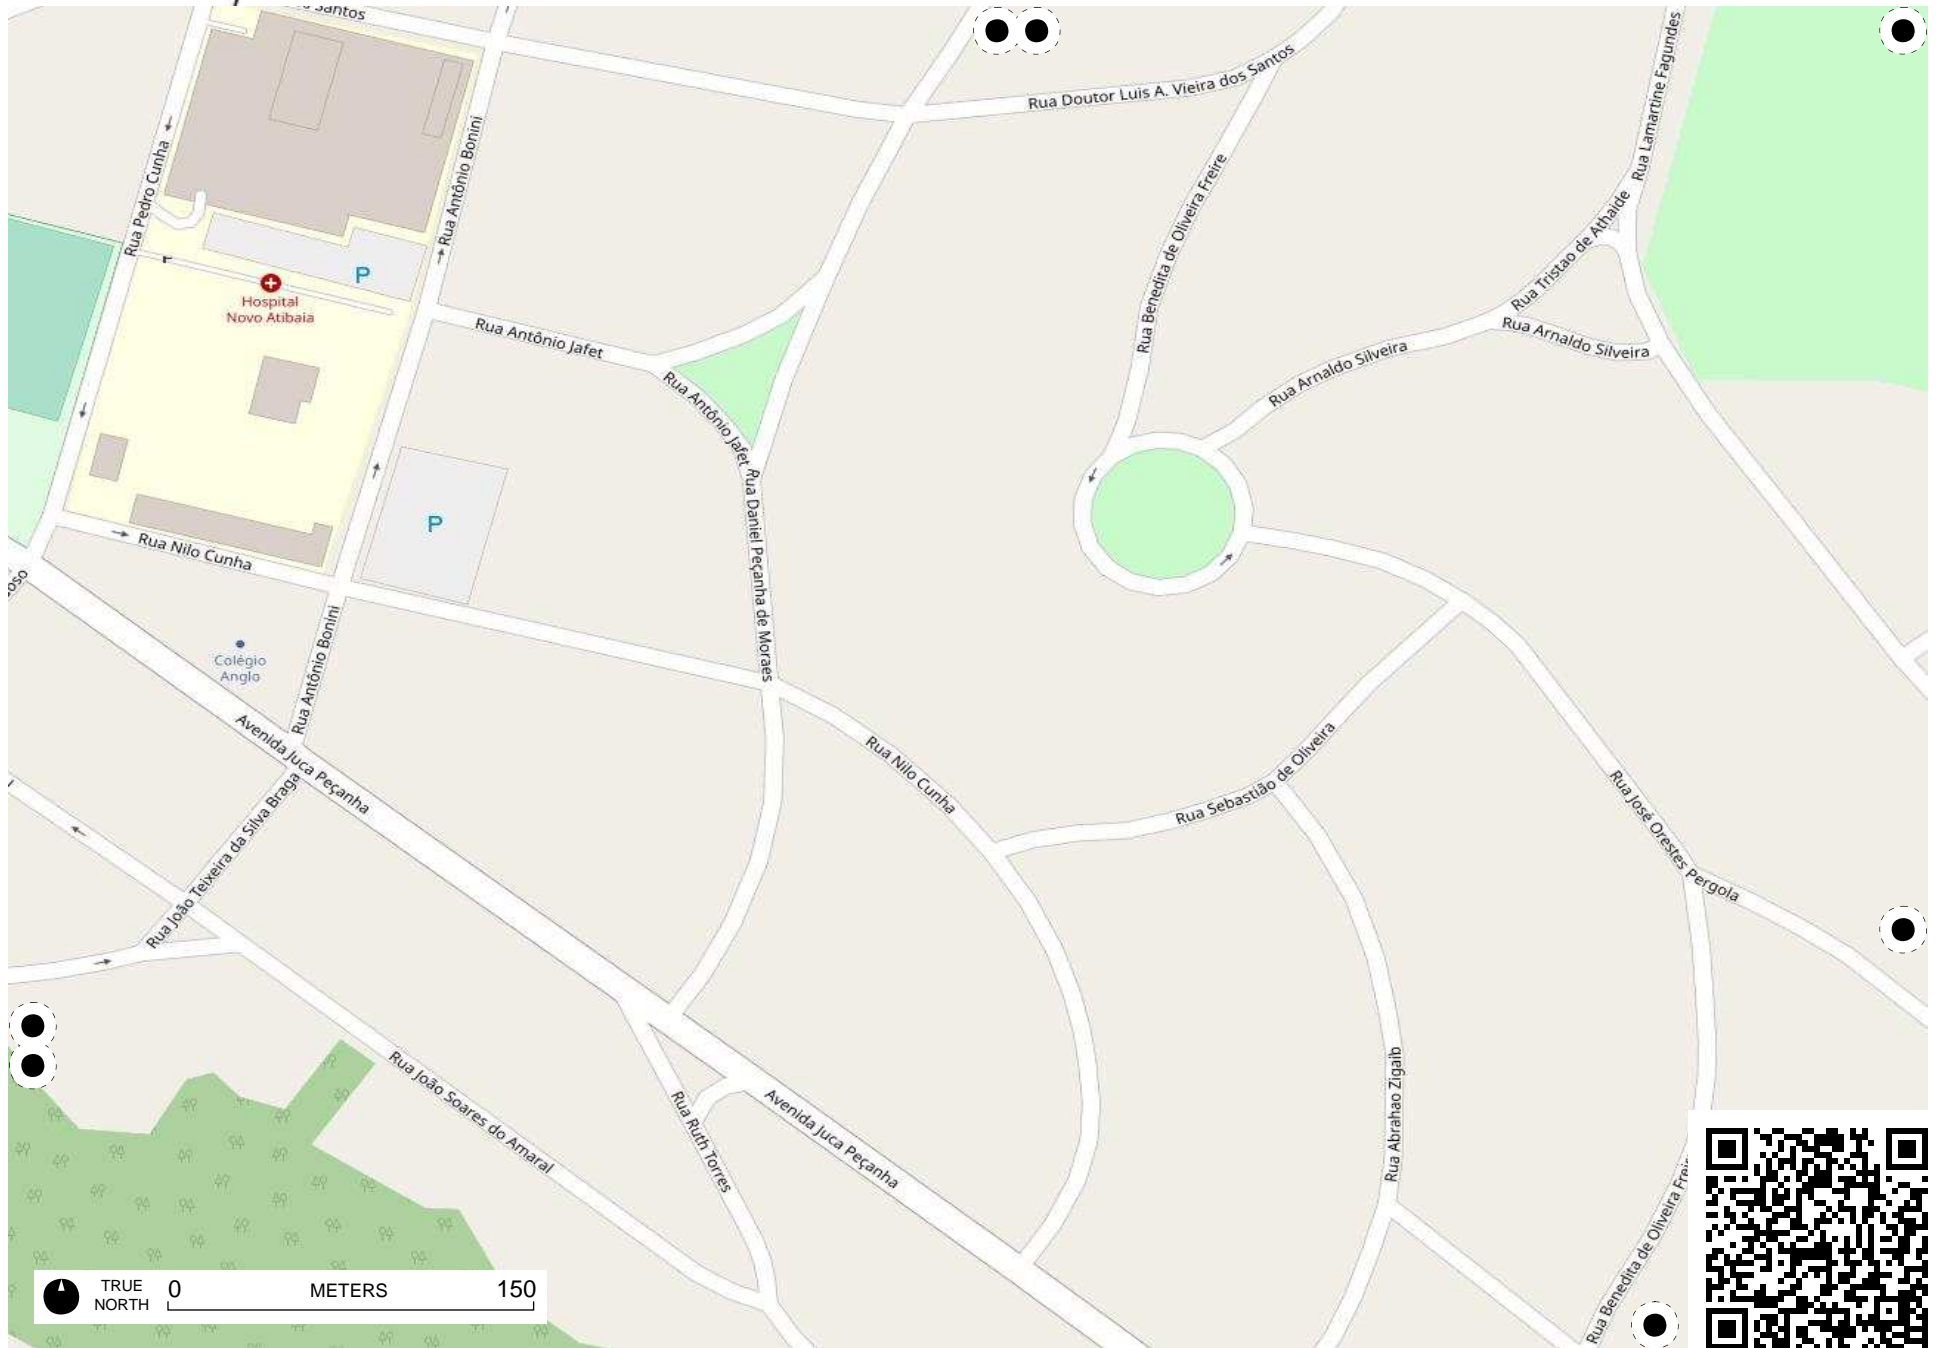 Santos
Rua Doutor Luis A. Vieira dos Santos
Rua Lamartine Fagundes
Rua Pedro Cunha
Rua Antônio Bonini
Rua Benedita de Oliveira Freire
Rua Tristao de Athaide
P
Hospital
Novo Atibaia
Rua Antônio Jafet
Rua Arnaldo Silveira
Rua Arnaldo Silveira
Rua Antônio Jafet
P
Rua Daniel Peçanha de Moraes
Rua Nilo Cunha
oso
Colégio
Anglo
Rua Antônio Bonini
Avenida Juca Peçanha
Rua Nilo Cunha
Rua Sebastião de Oliveira
Rua José Orestes Pergola
Rua João Teixeira da Silva Braga
Rua João Soares do Amaral
Rua Ruth Torres
Avenida Juca Peçanha
Rua Abrahao Zigaib
Rua Benedita de Oliveira Frei
TRUE
NORTH
0 METERS 150